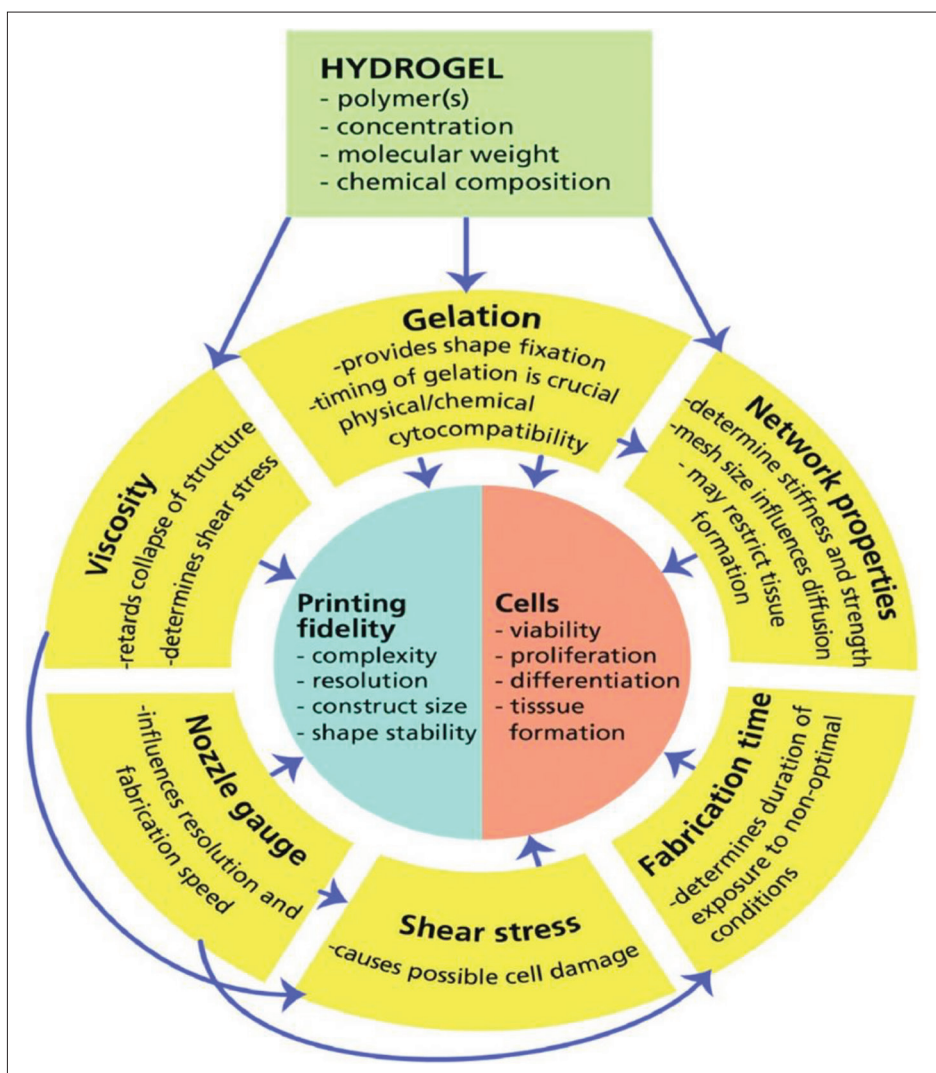 HYDROGEL
- polymer(s)
- concentration
- molecular weight
- chemical composition
Gelation
-provides shape fixation
-timing of gelation is crucial
physical/chemical
cytocompatibility
Viscosity
-retards collapse of structure
-determines shear stress
Network properties
-determine stiffness and strength
-mesh size influences diffusion
- may restrict tissue
formation
Printing
fidelity
- complexity
- resolution
- construct size
- shape stability
Cells
- viability
- proliferation
- differentiation
- tisssue
formation
Nozzle gauge
-influences resolution and
fabrication speed
Shear stress
-causes possible cell damage
Fabrication time
-determines duration of
exposure to non-optimal
conditions